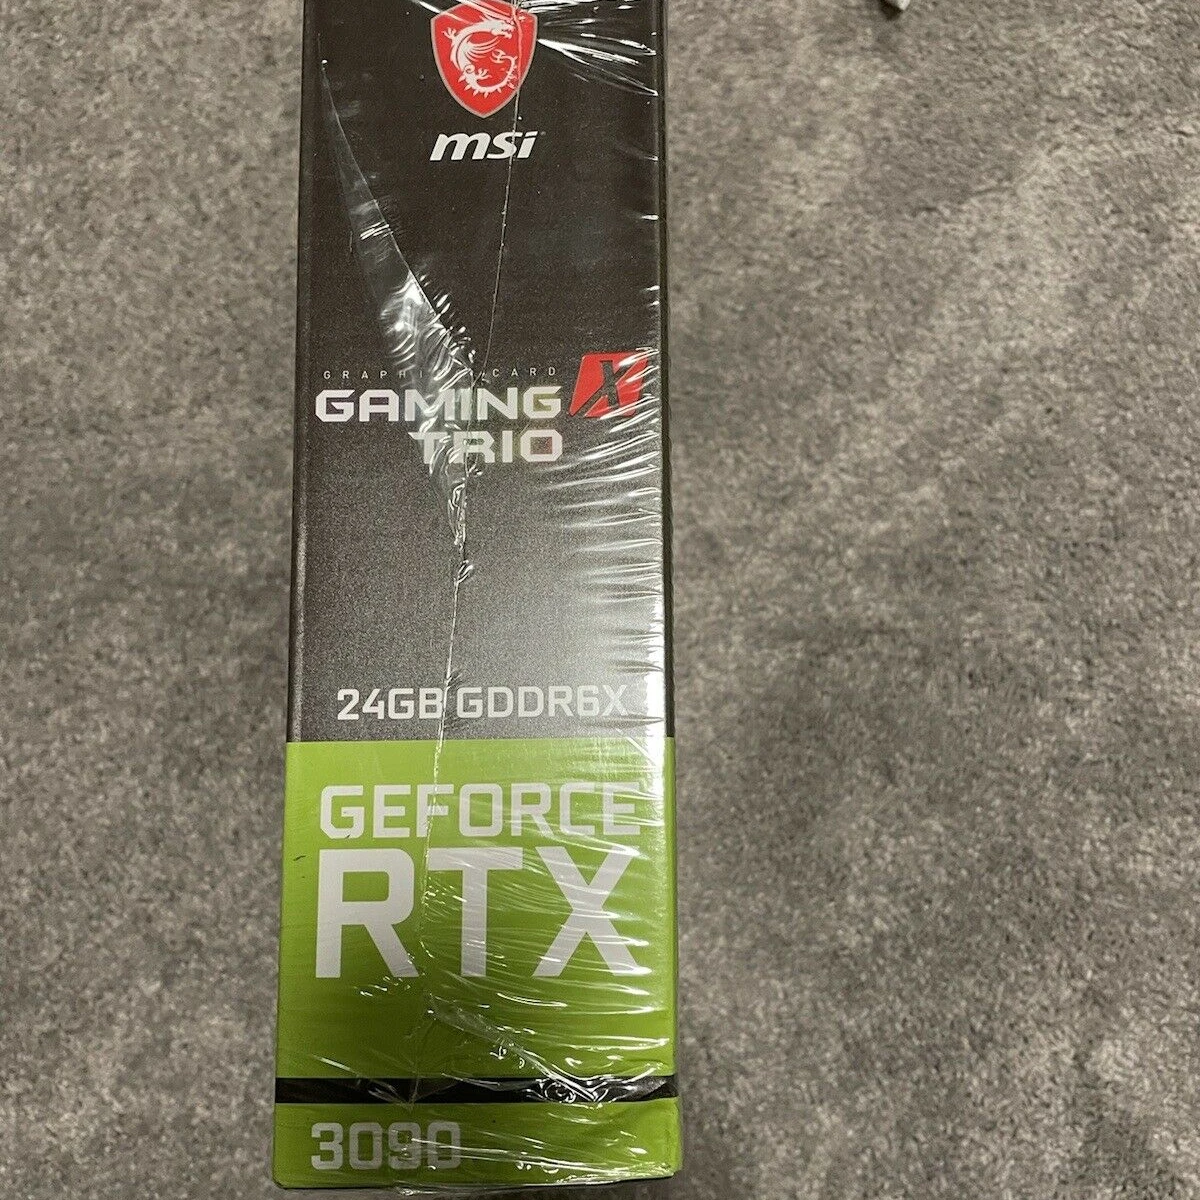 msi
GRAPHICS CARD
GAMING X
TRIO
24GB GDDR6X
GEFORCE
RTX
3090